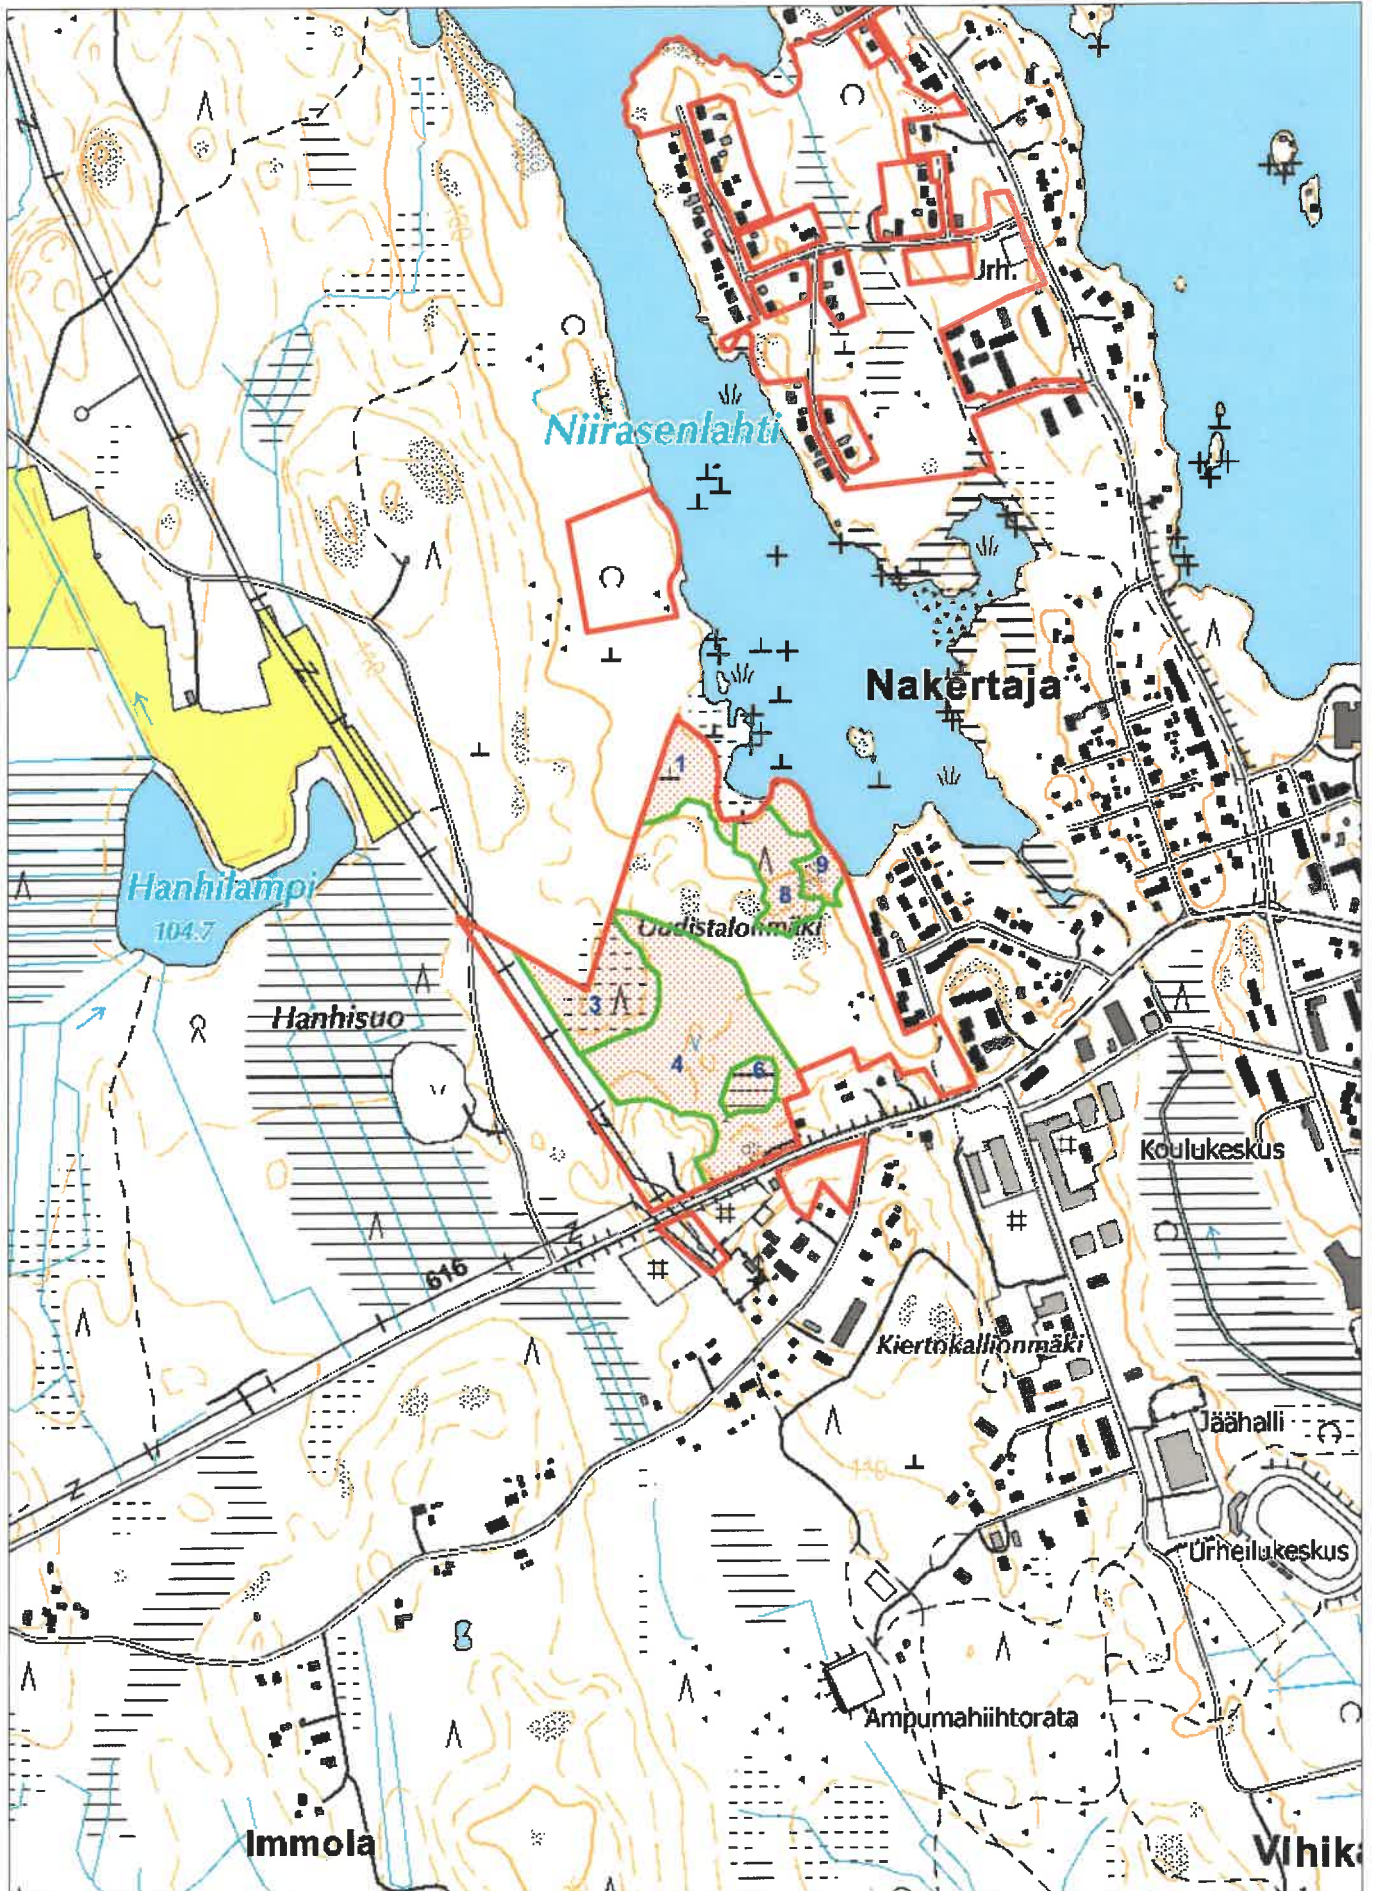 Urh.
Niirasenlahti
Nakertaja
1
9
8
Hanhilampi
104.7
Uudistalonmäki
3
Hanhisuo
4
6
Koulukeskus
616
Kiertokallionmäki
Jäähalli
Urheilukeskus
Ampumahiihtorata
Immola
Vihik